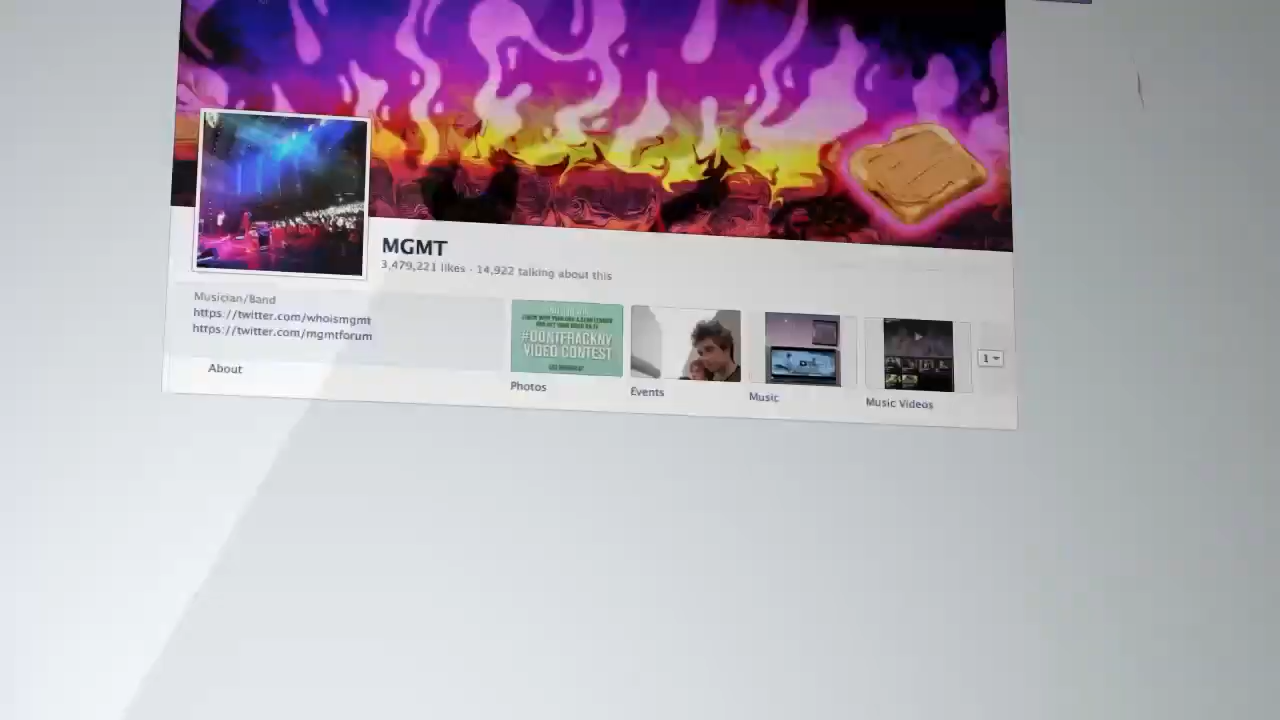 MGMT
3,479,221 likes · 14,922 talking about this
Musician/Band
https://twitter.com/whoismgmt
https://twitter.com/mgmtforum
About
#DONTFRACKNY
VIDEO CONTEST
Photos
Events
Music
Music Videos
1